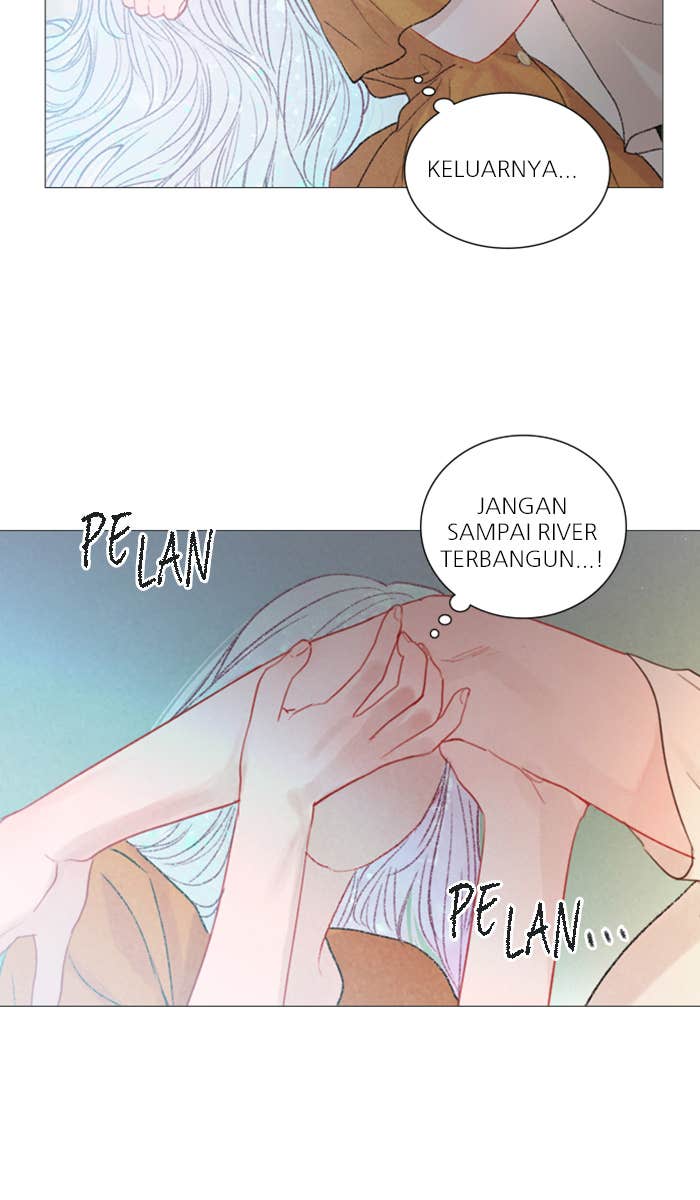 KELUARNYA...
JANGAN
SAMPAI RIVER
TERBANGUN...!
PELAN
PELAN...